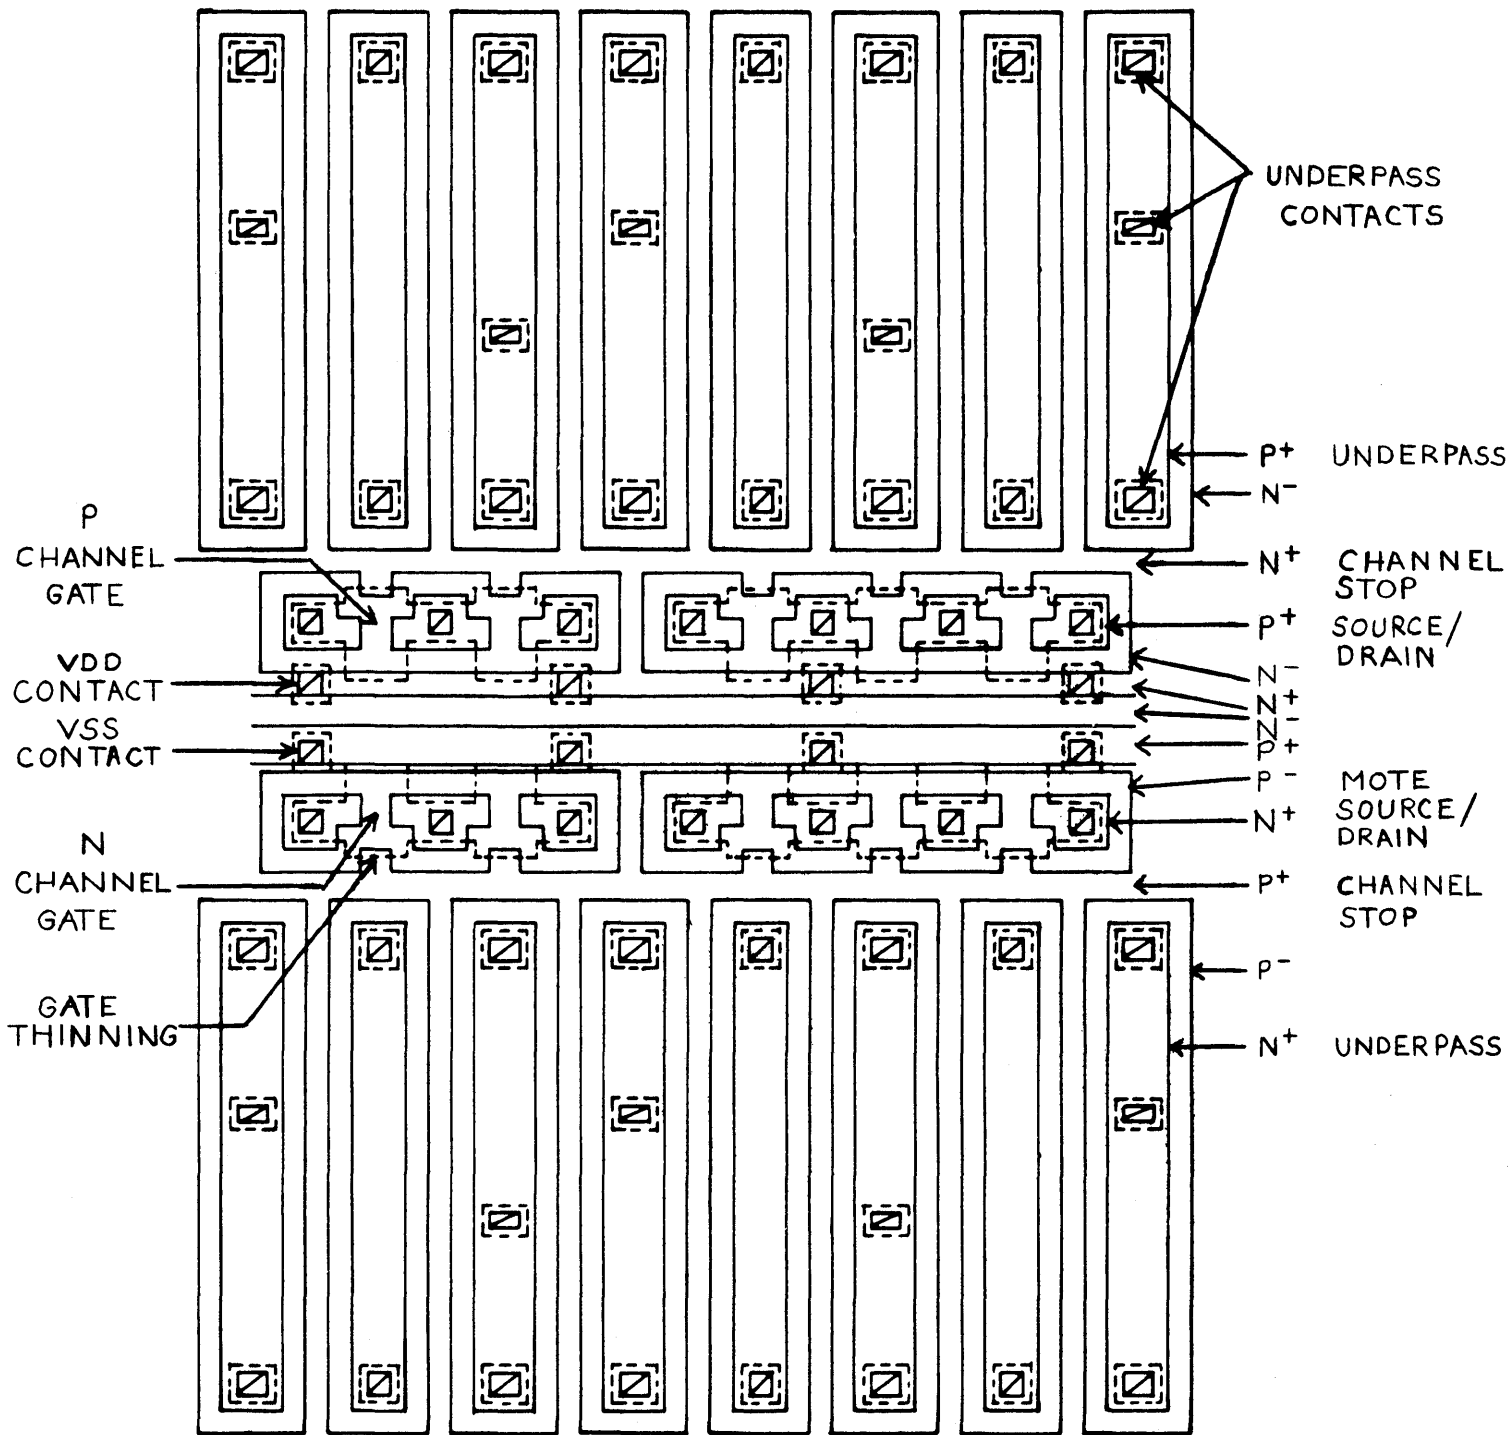 UNDERPASS
CONTACTS
P+ UNDERPASS
N-
P
CHANNEL
GATE
N+ CHANNEL
STOP
P+ SOURCE/
DRAIN
VDD
CONTACT
N-
N+
N-
VSS
CONTACT
P+
P- MOTE
SOURCE/
N+ DRAIN
N
CHANNEL
GATE
P+ CHANNEL
STOP
P-
GATE
THINNING
N+ UNDERPASS